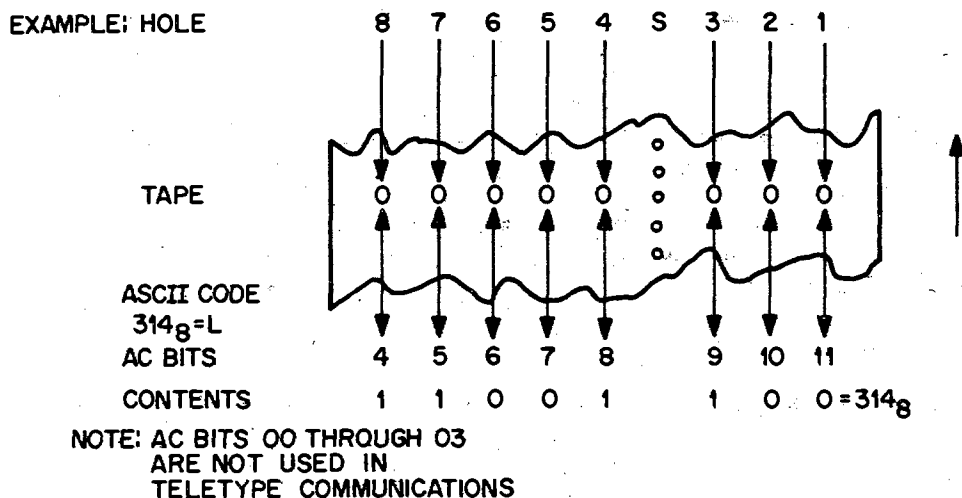 EXAMPLE: HOLE 8 7 6 5 4 S 3 2 1
TAPE O O O O O O O O
ASCII CODE
314₈=L
AC BITS 4 5 6 7 8 9 10 11
CONTENTS 1 1 0 0 1 1 0 0 = 314₈
NOTE: AC BITS 00 THROUGH 03
ARE NOT USED IN
TELETYPE COMMUNICATIONS